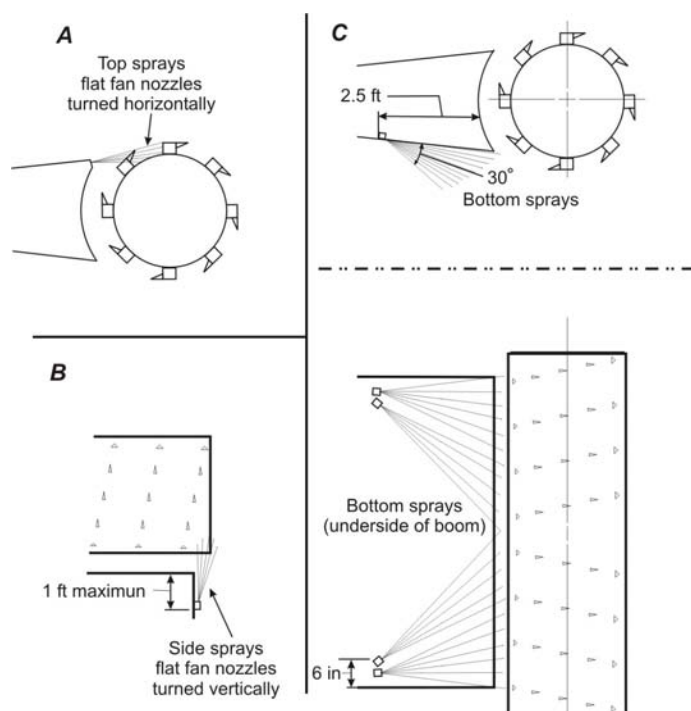 A
Top sprays
flat fan nozzles
turned horizontally
B
1 ft maximun
Side sprays
flat fan nozzles
turned vertically
C
2.5 ft
30°
Bottom sprays
Bottom sprays
(underside of boom)
6 in